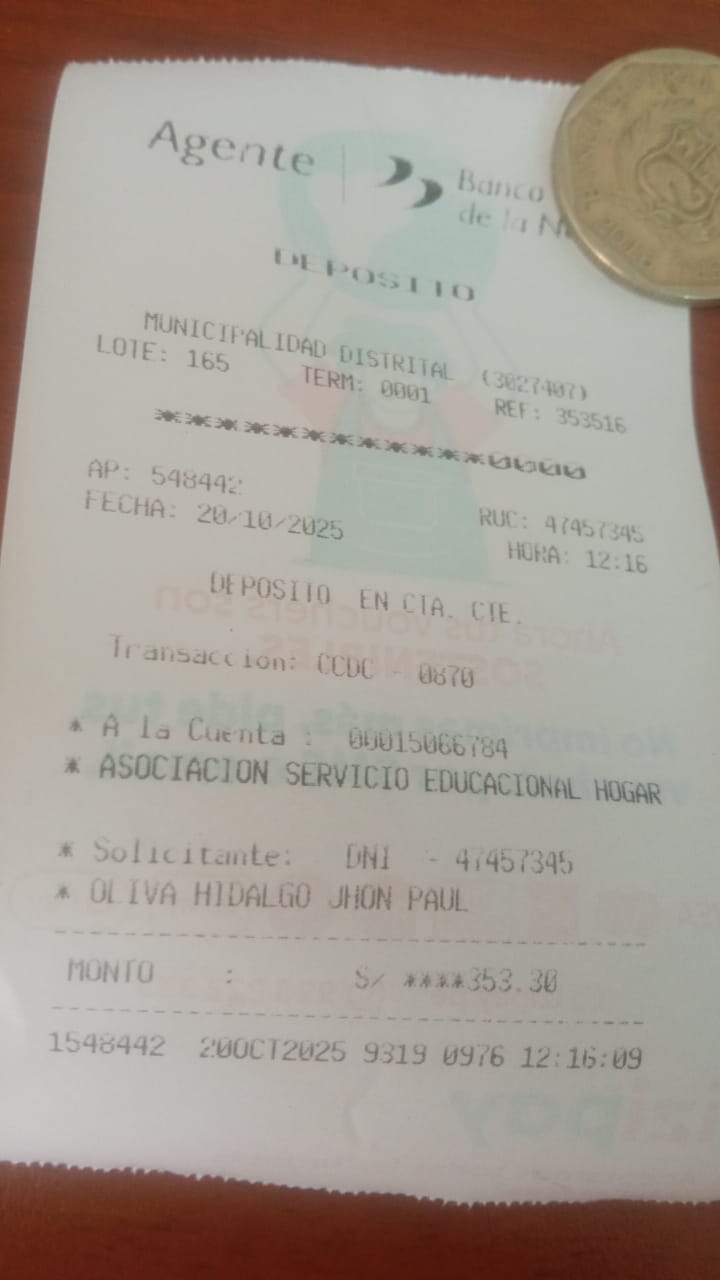 Agente
Banco
de la N
DEPOSITO
MUNICIPALIDAD DISTRITAL (3027407)
LOTE: 165 TERM: 0001 REF: 353516
************0000
AP: 548442 RUC: 47457345
FECHA: 20/10/2025 HORA: 12:16
DEPOSITO EN CTA. CTE.
Transaccion: CCDC - 0870
* A la Cuenta : 00015066784
* ASOCIACION SERVICIO EDUCACIONAL HOGAR
* Solicitante: DNI - 47457345
* OLIVA HIDALGO JHON PAUL
MONTO : S/ ****353.30
1548442 20OCT2025 9319 0976 12:16:09